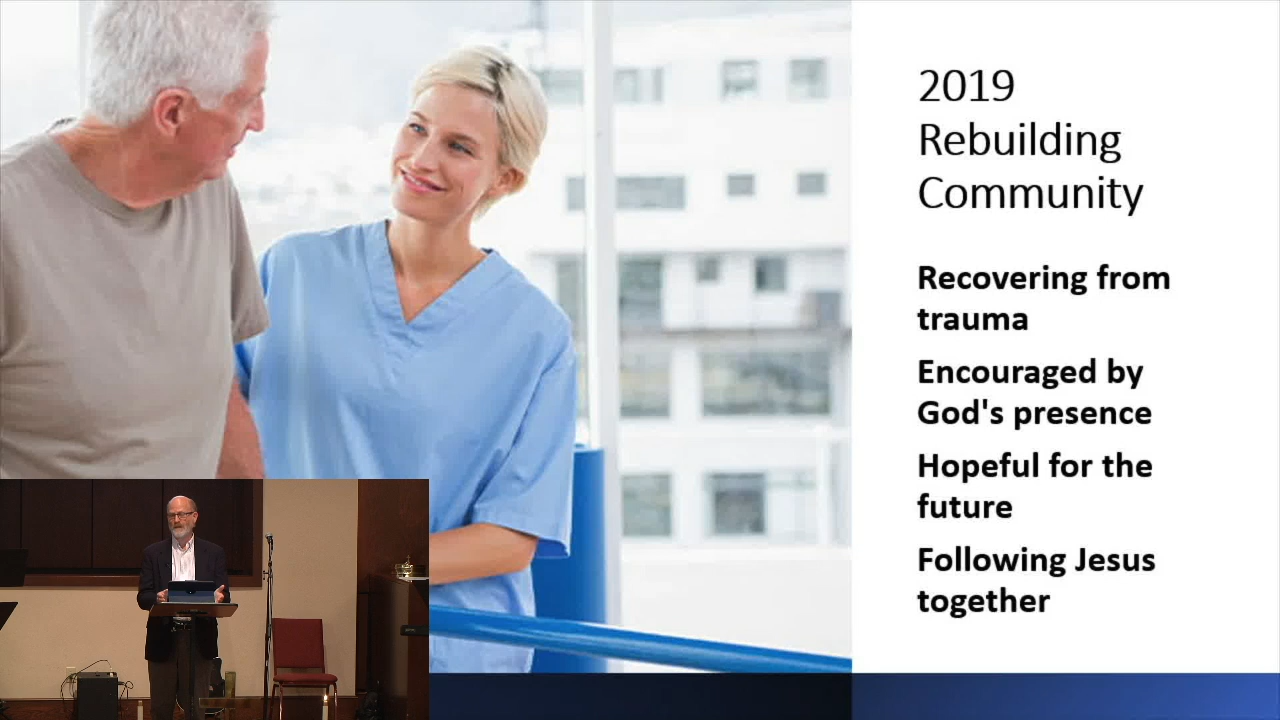 2019
Rebuilding
Community
Recovering from
trauma
Encouraged by
God's presence
Hopeful for the
future
Following Jesus
together